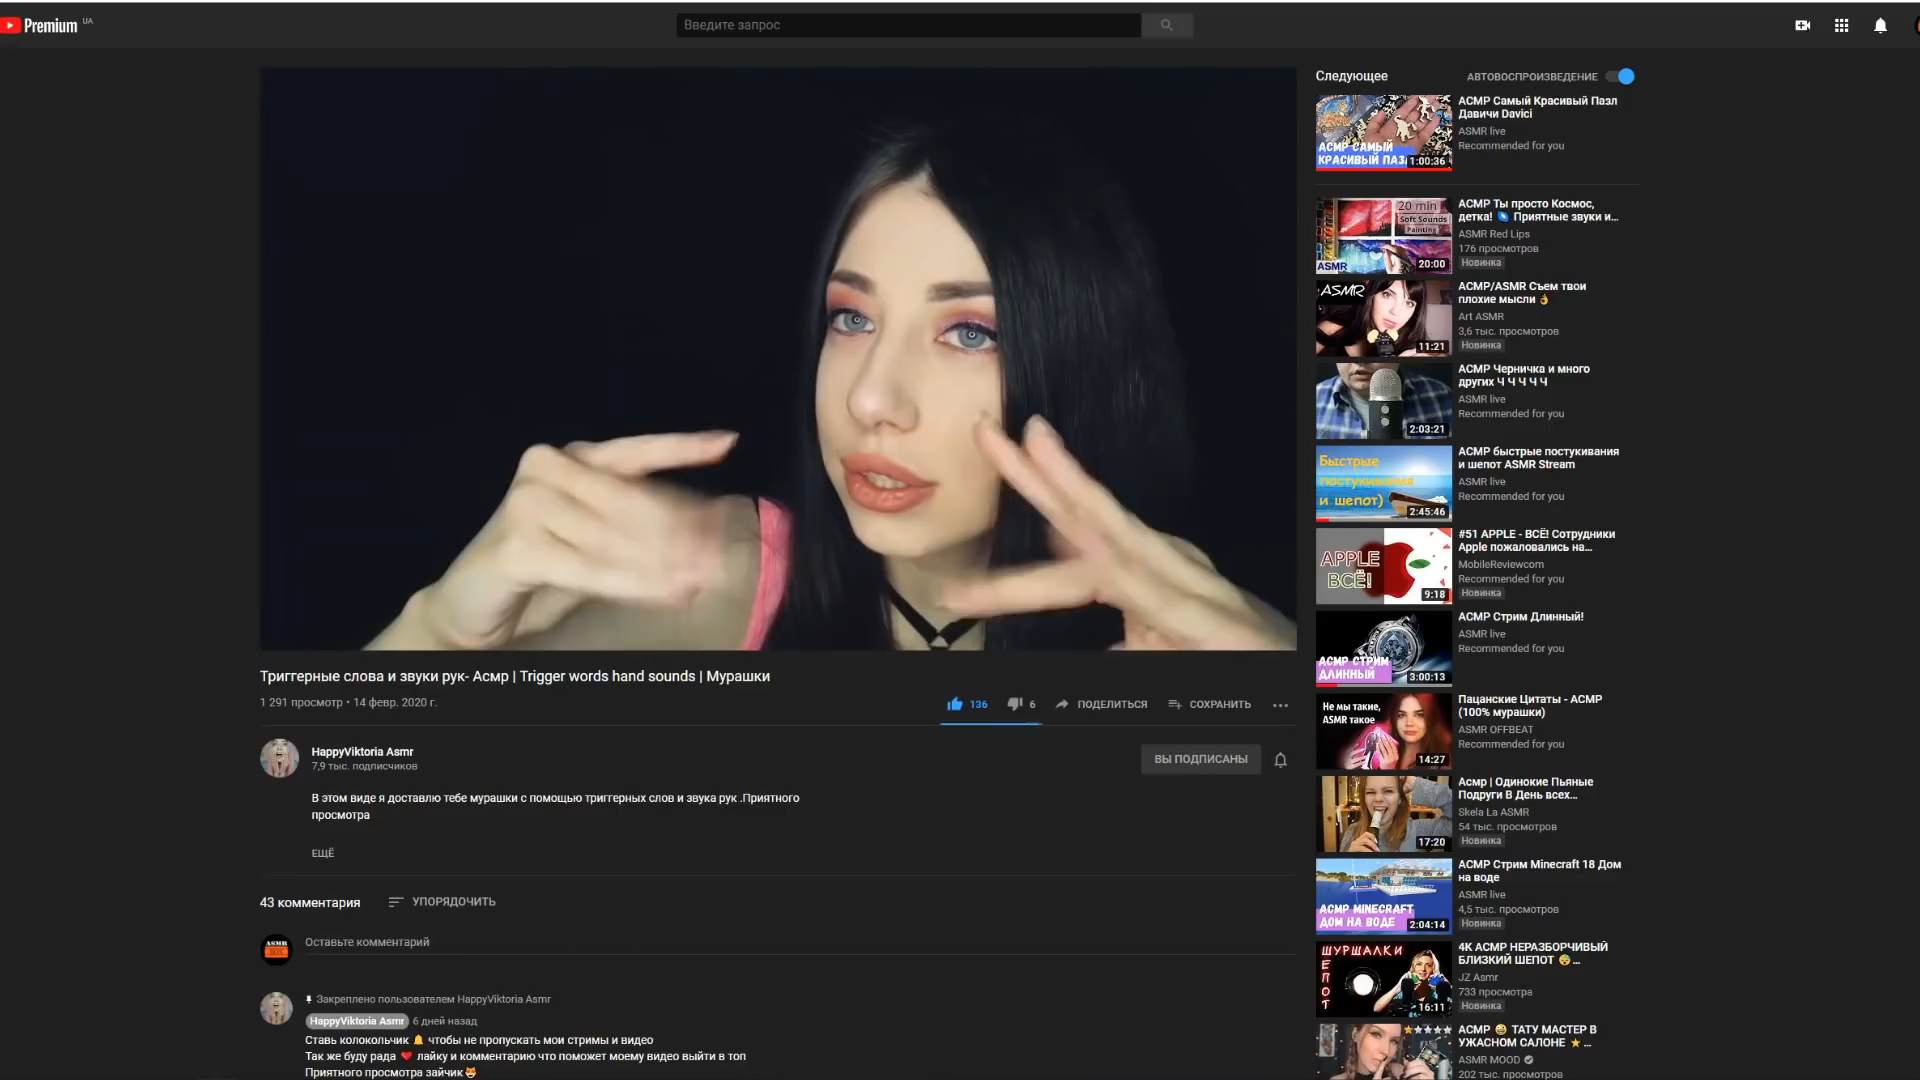 Premium UA
Введите запрос
Следующее
АВТОВОСПРОИЗВЕДЕНИЕ
АСМР САМЫЙ
КРАСИВЫЙ ПАЗЛ
1:00:36
АСМР Самый Красивый Пазл
Давичи Davici
ASMR live
Recommended for you
20 min
Soft Sounds
Painting
ASMR
20:00
АСМР Ты просто Космос,
детка! 🌀 Приятные звуки и...
ASMR Red Lips
176 просмотров
Новинка
ASMR
11:21
АСМР/ASMR Съем твои
плохие мысли 👌
Art ASMR
3,6 тыс. просмотров
Новинка
2:03:21
АСМР Черничка и много
других Ч Ч Ч Ч Ч
ASMR live
Recommended for you
Быстрые
постукивания
и шепот)
2:45:46
АСМР быстрые постукивания
и шепот ASMR Stream
ASMR live
Recommended for you
APPLE
ВСЁ!
9:18
#51 APPLE - ВСЁ! Сотрудники
Apple пожаловались на...
MobileReviewcom
Recommended for you
Новинка
АСМР СТРИМ
ДЛИННЫЙ
3:00:13
АСМР Стрим Длинный!
ASMR live
Recommended for you
Не мы такие,
ASMR такое
14:27
Пацанские Цитаты - АСМР
(100% мурашки)
ASMR OFFBEAT
Recommended for you
17:20
Асмр | Одинокие Пьяные
Подруги В День всех...
Skela La ASMR
54 тыс. просмотров
Новинка
АСМР MINECRAFT
ДОМ НА ВОДЕ
2:04:14
АСМР Стрим Minecraft 18 Дом
на воде
ASMR live
4,5 тыс. просмотров
Новинка
ШУРШАЛКИ
ШЕПОТ
16:11
4K АСМР НЕРАЗБОРЧИВЫЙ
БЛИЗКИЙ ШЕПОТ 😴...
JZ Asmr
733 просмотра
Новинка
АСМР 😄 ТАТУ МАСТЕР В
УЖАСНОМ САЛОНЕ ⭐...
ASMR MOOD
202 тыс. просмотров
Триггерные слова и звуки рук- Асмр | Trigger words hand sounds | Мурашки
1 291 просмотр • 14 февр. 2020 г.
136
6
ПОДЕЛИТЬСЯ
СОХРАНИТЬ
HappyViktoria Asmr
7,9 тыс. подписчиков
ВЫ ПОДПИСАНЫ
В этом виде я доставлю тебе мурашки с помощью триггерных слов и звука рук .Приятного
просмотра
ЕЩЁ
43 комментария
УПОРЯДОЧИТЬ
ASMR
Оставьте комментарий
Закреплено пользователем HappyViktoria Asmr
HappyViktoria Asmr 6 дней назад
Ставь колокольчик 🔔 чтобы не пропускать мои стримы и видео
Так же буду рада ❤️ лайку и комментарию что поможет моему видео выйти в топ
Приятного просмотра зайчик😻